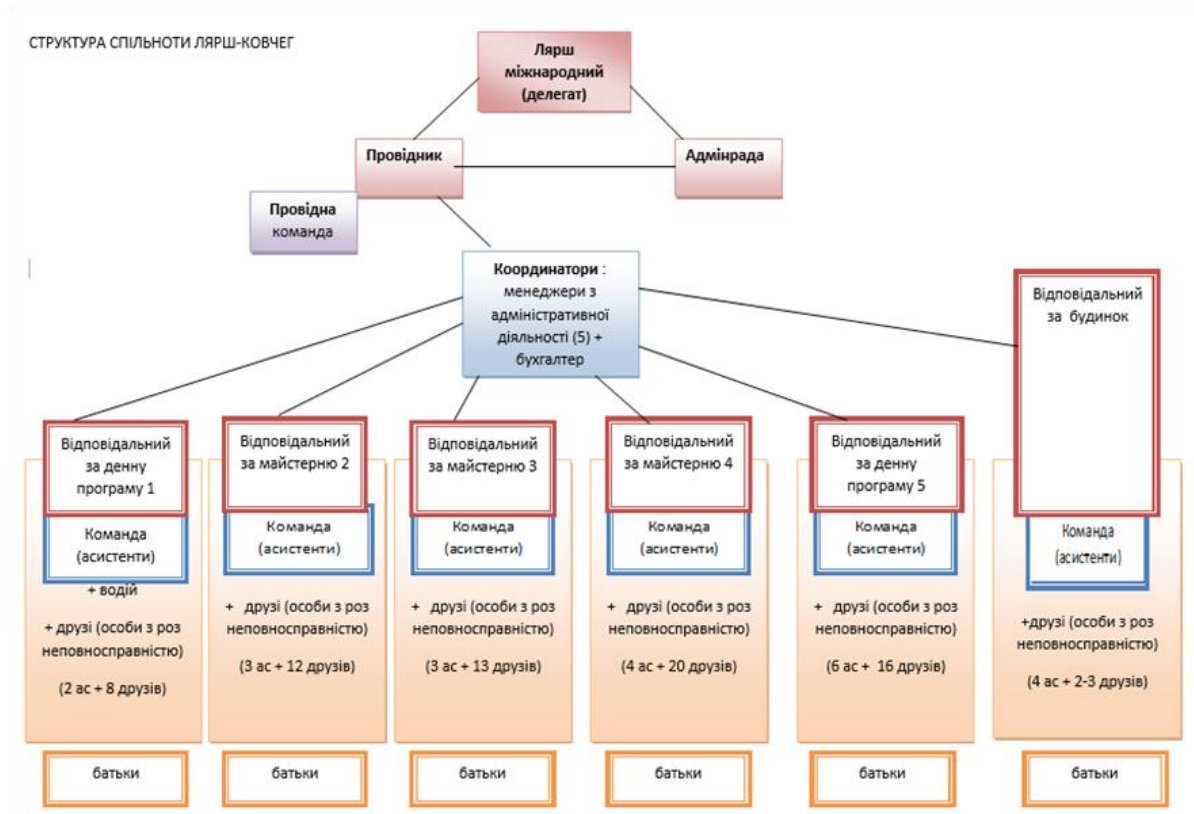 СТРУКТУРА СПІЛЬНОТИ ЛЯРШ-КОВЧЕГ
Лярш
міжнародний
(делегат)
Провідник
Адмінрада
Провідна
команда
Координатори :
менеджери з
адміністративної
діяльності (5) +
бухгалтер
Відповідальний
за будинок
Відповідальний
за денну
програму 1
Відповідальний
за майстерню 2
Відповідальний
за майстерню 3
Відповідальний
за майстерню 4
Відповідальний
за денну
програму 5
Команда
(асистенти)
Команда
(асистенти)
Команда
(асистенти)
Команда
(асистенти)
Команда
(асистенти)
Команда
(асистенти)
+ водій
+ друзі (особи з роз
неповносправністю)
(2 ас + 8 друзів)
+ друзі (особи з роз
неповносправністю)
(3 ас + 12 друзів)
+ друзі (особи з роз
неповносправністю)
(3 ас + 13 друзів)
+ друзі (особи з роз
неповносправністю)
(4 ас + 20 друзів)
+ друзі (особи з роз
неповносправністю)
(6 ас + 16 друзів)
+друзі (особи з роз
неповносправністю)
(4 ас + 2-3 друзів)
батьки
батьки
батьки
батьки
батьки
батьки